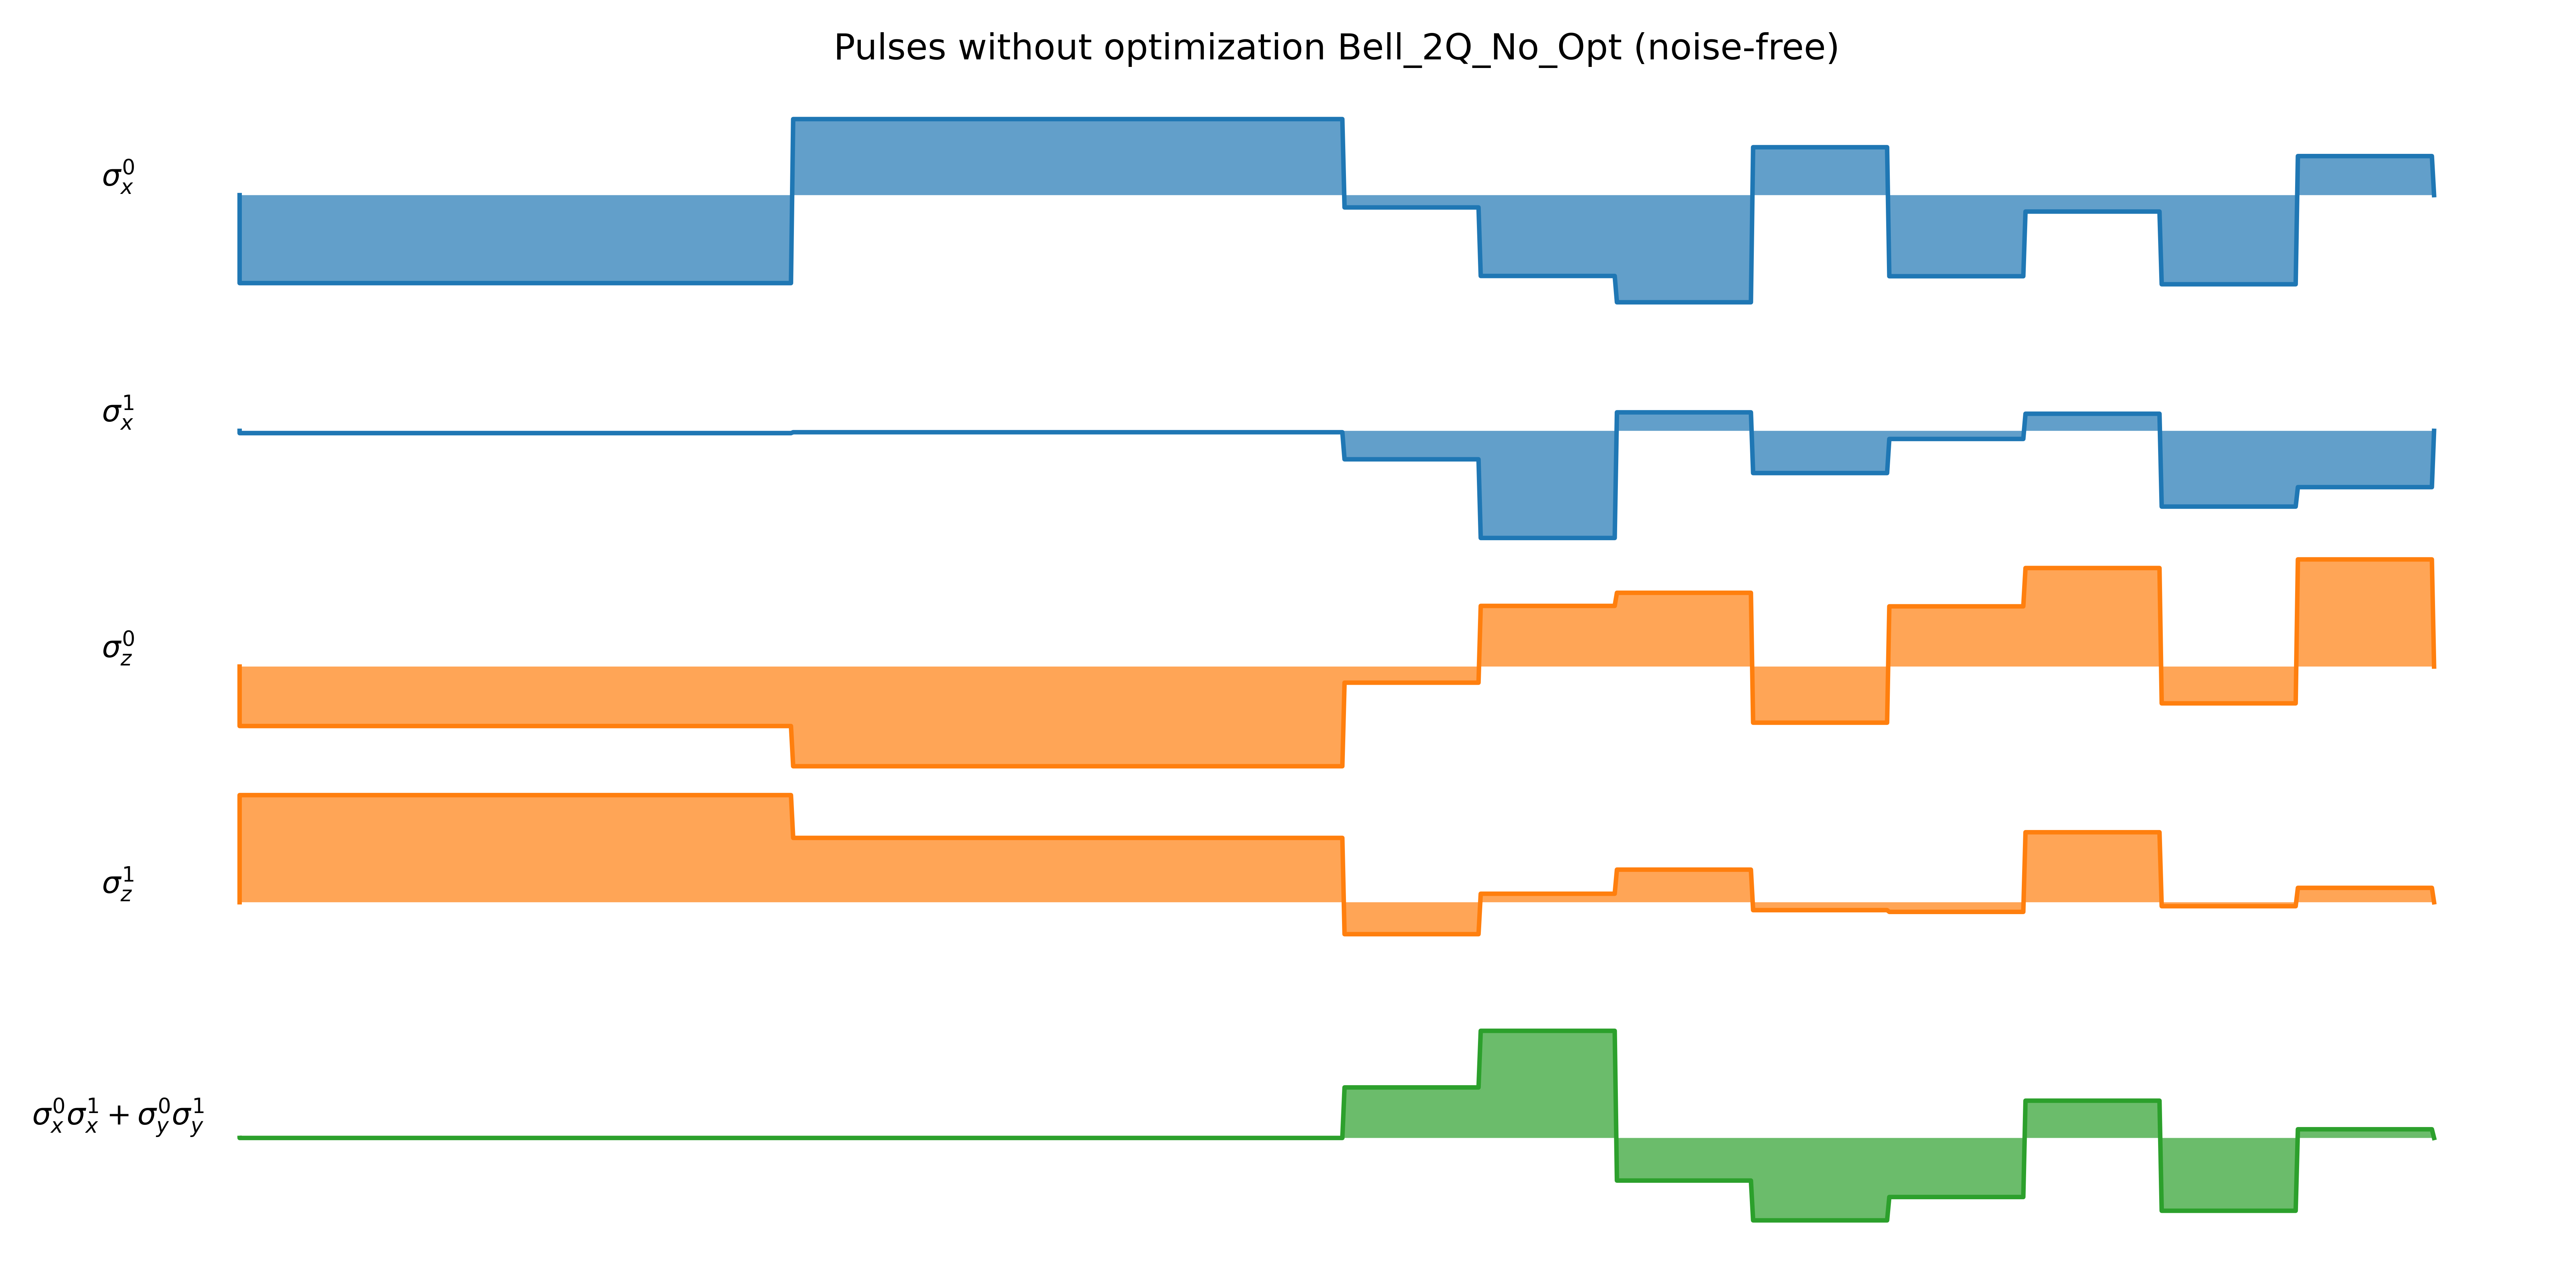 Pulses without optimization Bell_2Q_No_Opt (noise-free)
σ_x^0
σ_x^1
σ_z^0
σ_z^1
σ_x^0σ_x^1 + σ_y^0σ_y^1